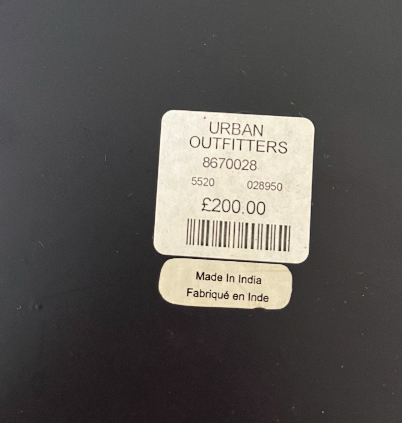 URBAN
OUTFITTERS
8670028
5520 028950
£200.00
Made In India
Fabriqué en Inde